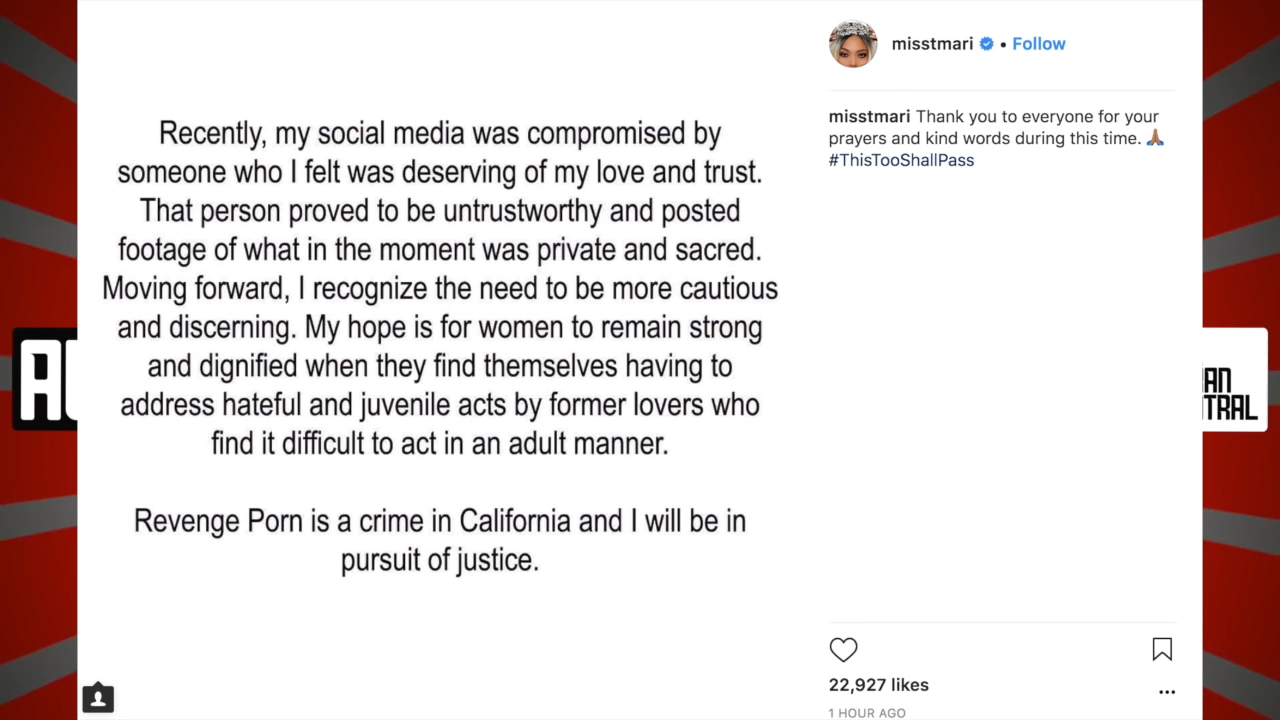 Recently, my social media was compromised by
someone who I felt was deserving of my love and trust.
That person proved to be untrustworthy and posted
footage of what in the moment was private and sacred.
Moving forward, I recognize the need to be more cautious
and discerning. My hope is for women to remain strong
and dignified when they find themselves having to
address hateful and juvenile acts by former lovers who
find it difficult to act in an adult manner.
Revenge Porn is a crime in California and I will be in
pursuit of justice.
misstmari • Follow
misstmari Thank you to everyone for your
prayers and kind words during this time. 🙏🏽
#ThisTooShallPass
22,927 likes
1 HOUR AGO